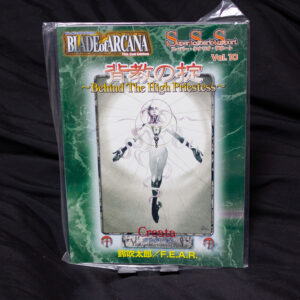 BLADE of ARCANA
Super Scenario Support
Vol.10
背教の掟
~Behind The High Priestess~
Creata
鈴吹太郎/F.E.A.R.